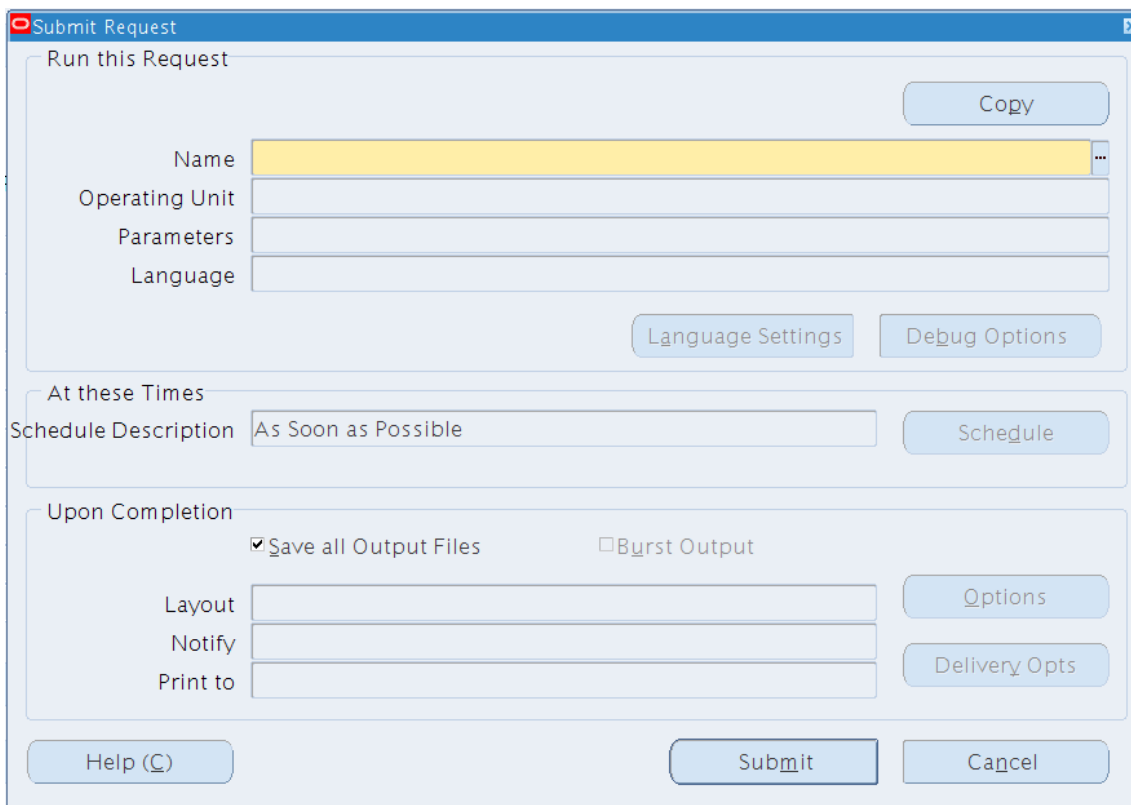 Submit Request
Run this Request
Copy
Name
...
Operating Unit
Parameters
Language
Language Settings
Debug Options
At these Times
Schedule Description
As Soon as Possible
Schedule
Upon Completion
Save all Output Files
Burst Output
Layout
Options
Notify
Delivery Opts
Print to
Help (C)
Submit
Cancel